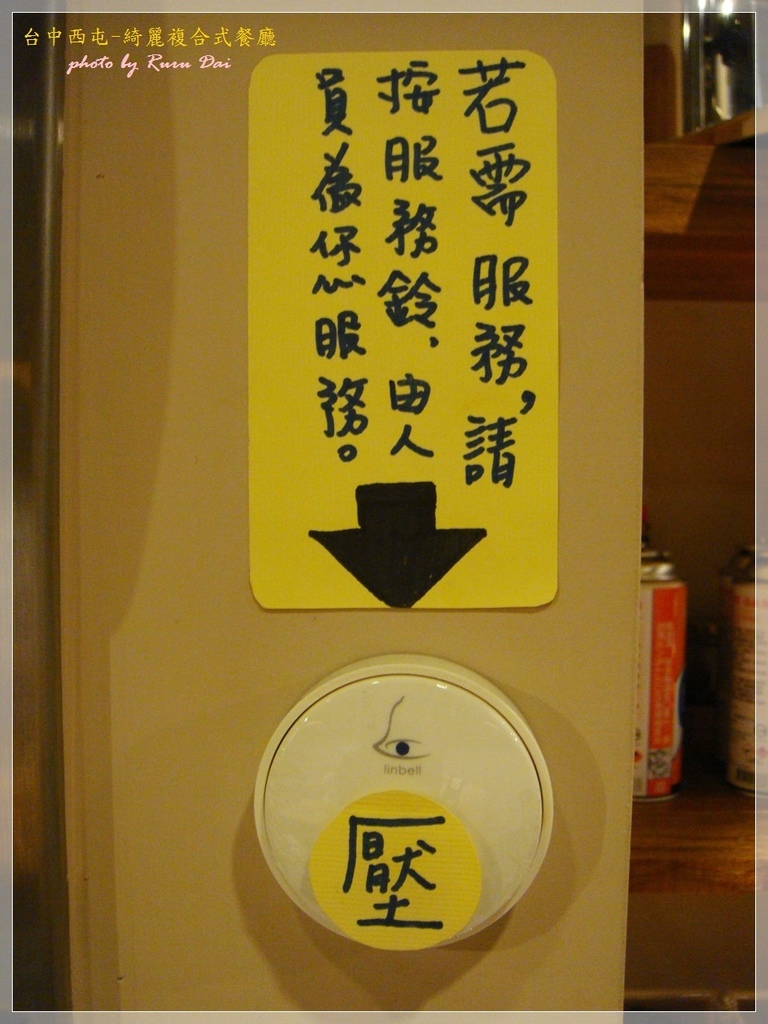 台中西屯-綺麗複合式餐廳
photo by Ruru Dai
若需服務,請
按服務鈴、由人
員為您服務。
linbell
壓